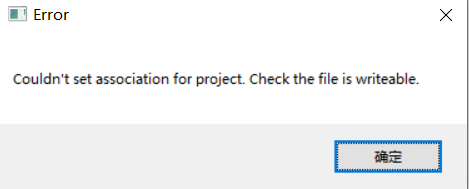 Error
Couldn't set association for project. Check the file is writeable.
确定